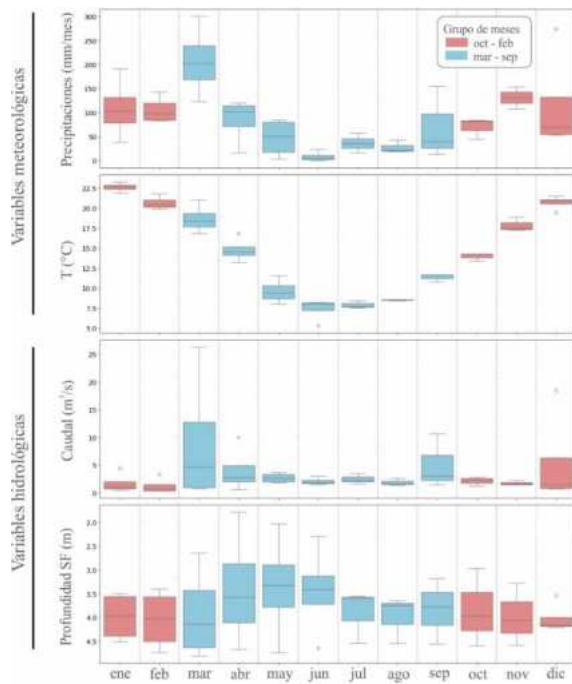 Variables meteorológicas
Precipitaciones (mm/mes)
300
250
200
150
100
50
0
Grupo de meses
oct - feb
mar - sep
T (°C)
22.5
20.0
17.5
15.0
12.5
10.0
7.5
5.0
Variables hidrológicas
Caudal (m³/s)
25
20
15
10
5
0
Profundidad SF (m)
2.0
2.5
3.0
3.5
4.0
4.5
ene feb mar abr may jun jul ago sep oct nov dic